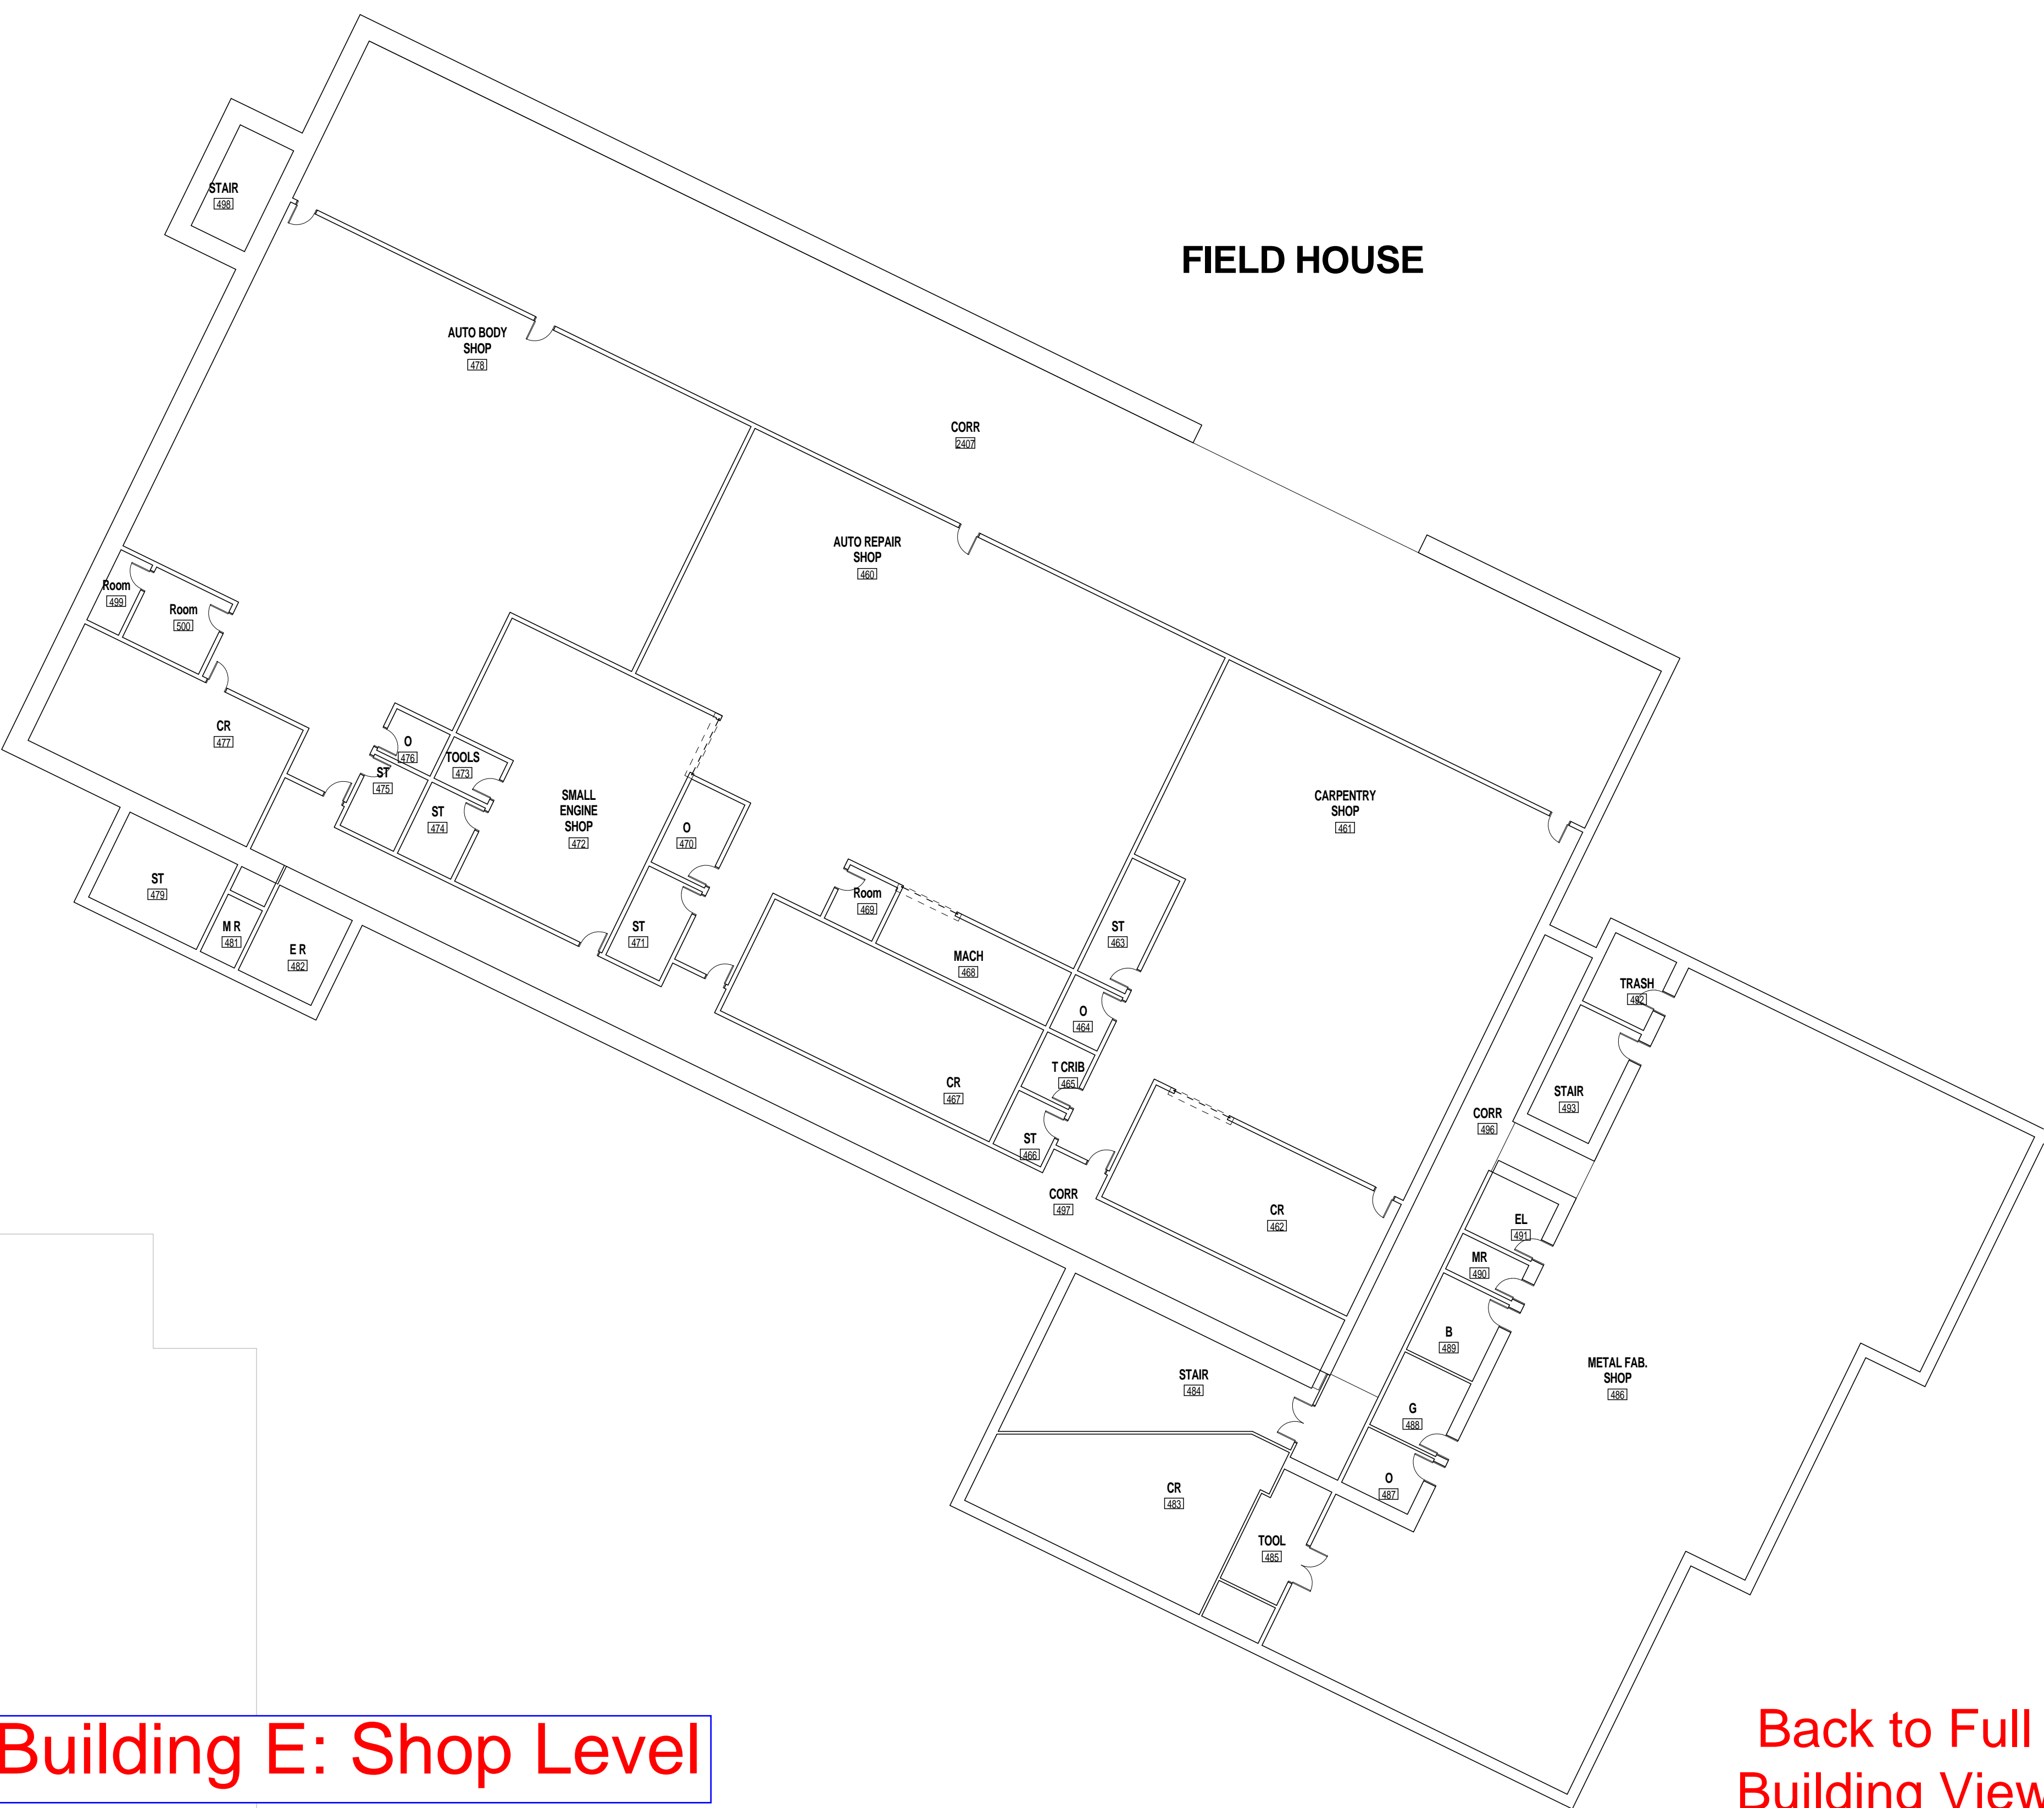 FIELD HOUSE
STAIR
498
AUTO BODY
SHOP
478
CORR
2407
AUTO REPAIR
SHOP
460
Room
499
Room
500
CR
477
O
476
TOOLS
473
ST
475
ST
474
SMALL
ENGINE
SHOP
472
O
470
CARPENTRY
SHOP
461
ST
479
M R
481
E R
482
ST
471
Room
469
MACH
468
ST
463
O
464
T CRIB
465
CR
467
ST
466
CORR
497
CR
462
TRASH
492
STAIR
493
CORR
496
EL
491
MR
490
B
489
G
488
O
487
METAL FAB.
SHOP
486
STAIR
484
CR
483
TOOL
485
Building E: Shop Level
Back to Full
Building View